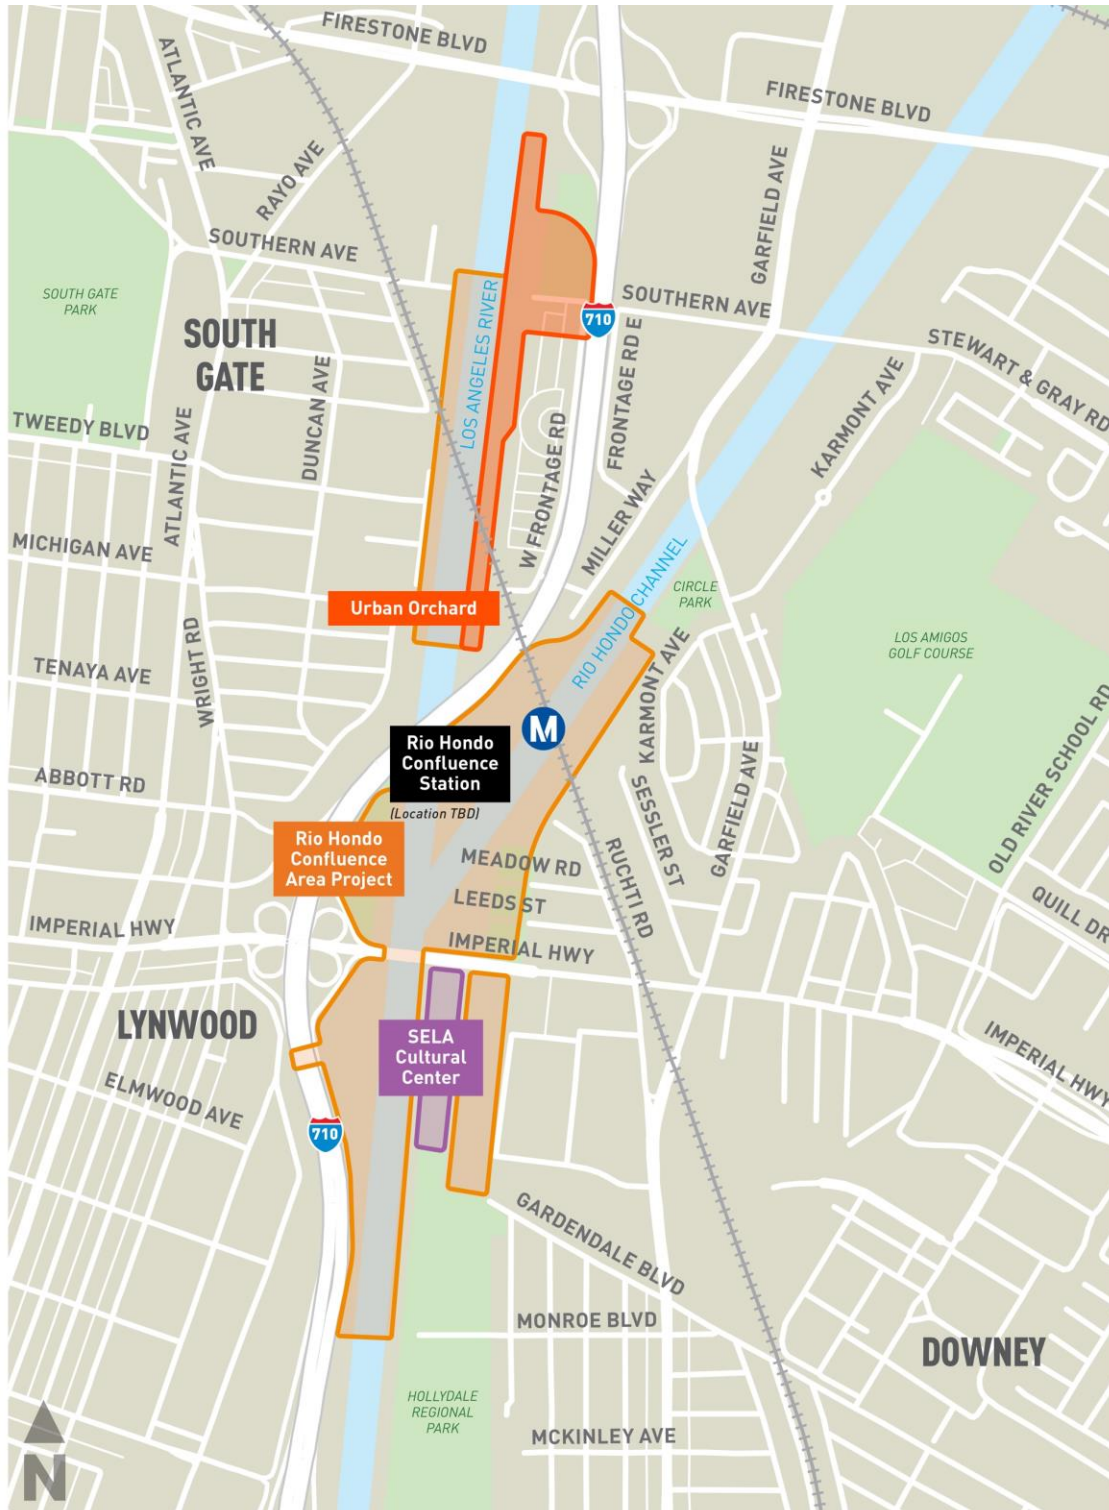 FIRESTONE BLVD
FIRESTONE BLVD
ATLANTIC AVE
RAYO AVE
GARFIELD AVE
SOUTHERN AVE
SOUTH GATE
PARK
SOUTH
GATE
LOS ANGELES RIVER
710
SOUTHERN AVE
FRONTAGE RD E
STEWART & GRAY RD
DUNCAN AVE
KARMONT AVE
TWEEDY BLVD
ATLANTIC AVE
W FRONTAGE RD
MILLER WAY
MICHIGAN AVE
RIO HONDO CHANNEL
CIRCLE
PARK
Urban Orchard
LOS AMIGOS
GOLF COURSE
TENAYA AVE
WRIGHT RD
KARMONT AVE
OLD RIVER SCHOOL RD
M
Rio Hondo
Confluence
Station
(Location TBD)
ABBOTT RD
SESSLER ST
GARFIELD AVE
Rio Hondo
Confluence
Area Project
MEADOW RD
RUCHTI RD
LEEDS ST
QUILL DR
IMPERIAL HWY
IMPERIAL HWY
LYNWOOD
SELA
Cultural
Center
IMPERIAL HWY
ELMWOOD AVE
710
GARDENDALE BLVD
MONROE BLVD
DOWNEY
HOLLYDALE
REGIONAL
PARK
MCKINLEY AVE
N